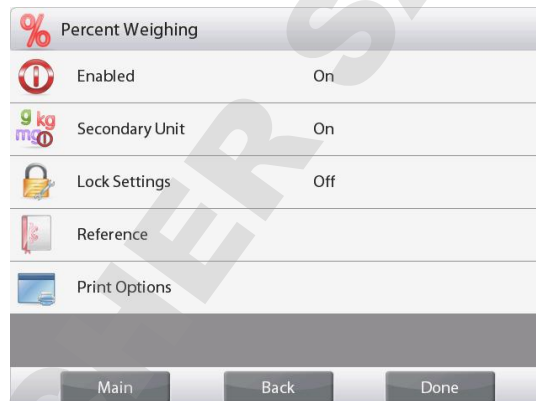 % Percent Weighing
Enabled On
g kg
mg
Secondary Unit On
Lock Settings Off
Reference
Print Options
Main Back Done